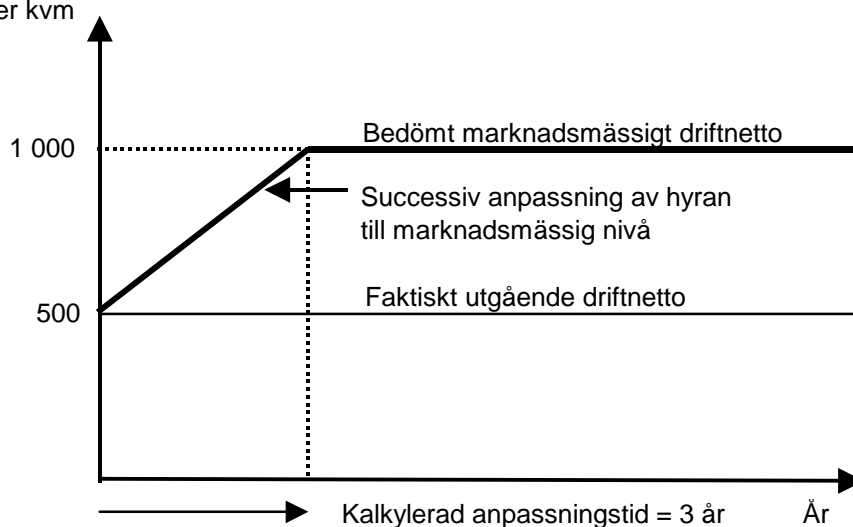 er kvm
Bedömt marknadsmässigt driftnetto
1 000
Successiv anpassning av hyran
till marknadsmässig nivå
Faktiskt utgående driftnetto
500
Kalkylerad anpassningstid = 3 år
År